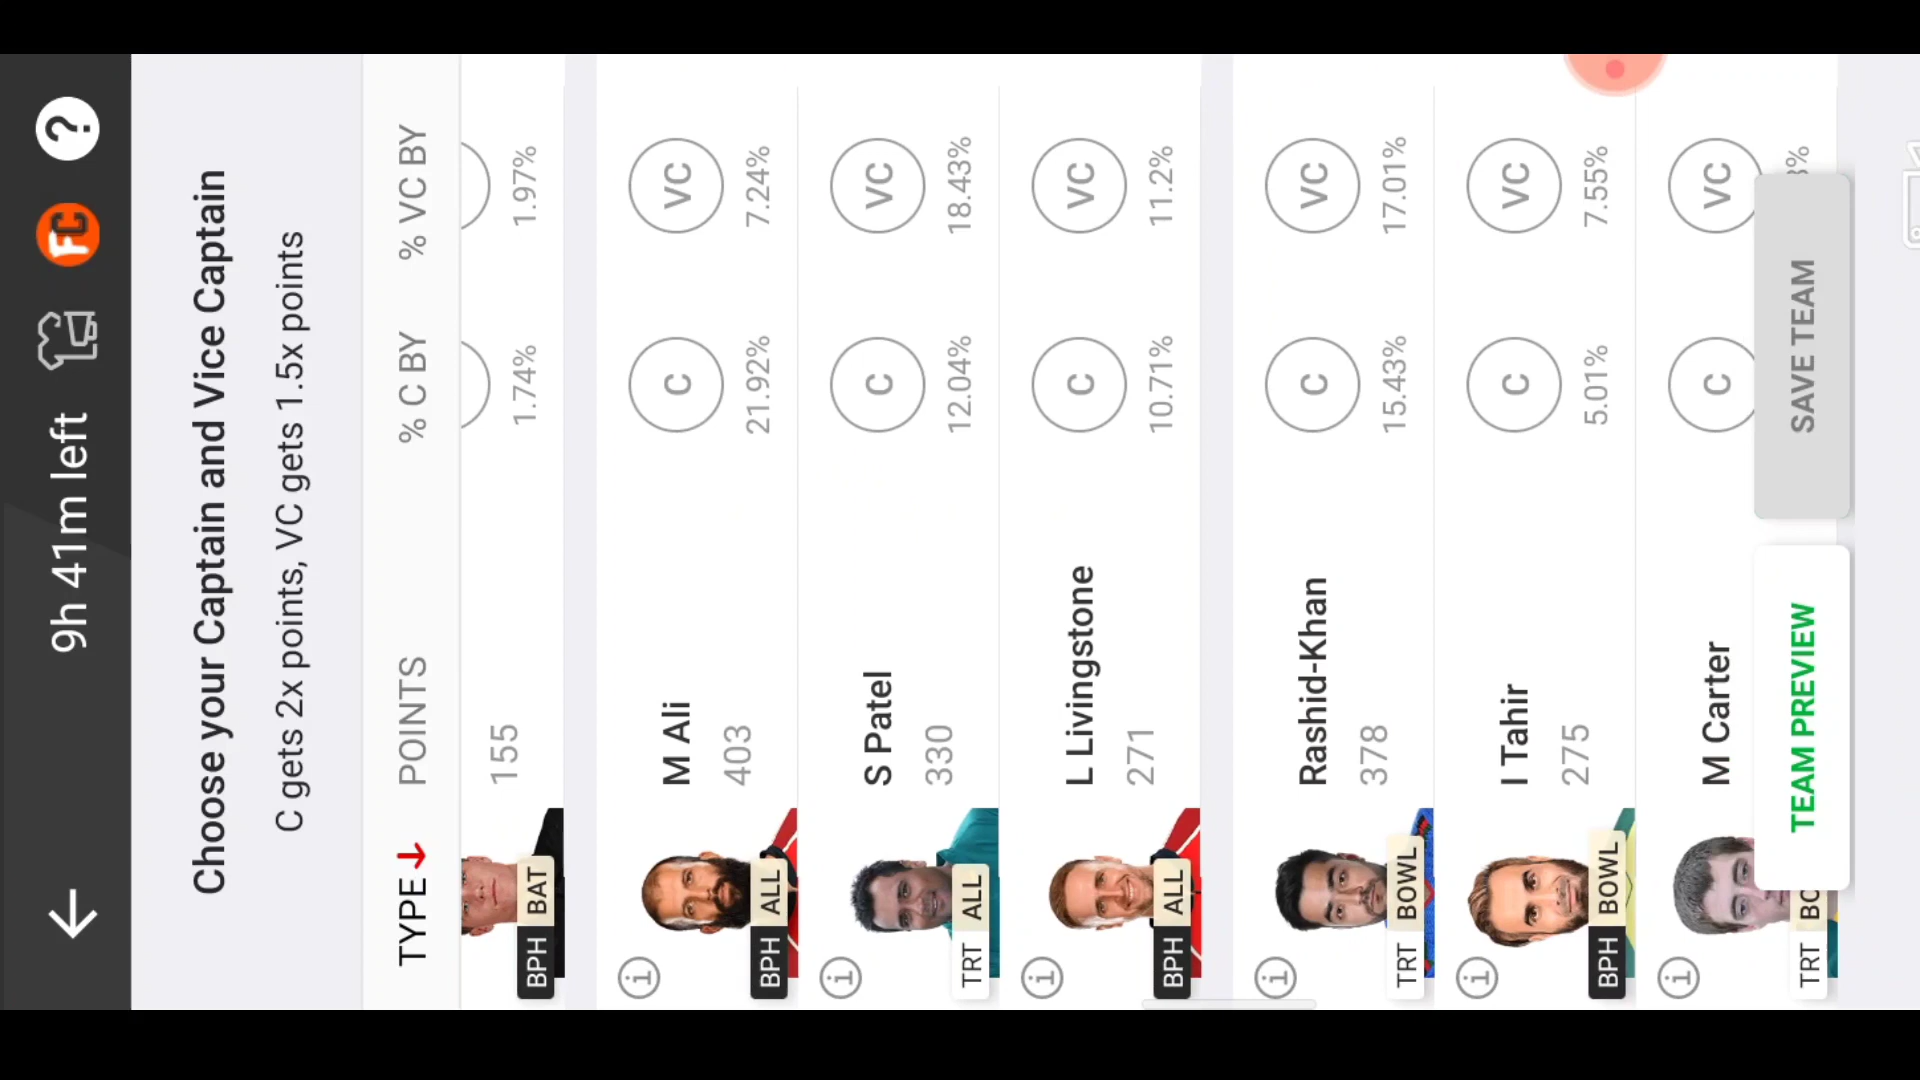 9h 41m left
FC
?
Choose your Captain and Vice Captain
C gets 2x points, VC gets 1.5x points
TYPE POINTS % C BY % VC BY
BPH BAT
155 1.74% 1.97%
M Ali C VC
403 21.92% 7.24%
BPH ALL
S Patel C VC
330 12.04% 18.43%
TRT ALL
L Livingstone C VC
271 10.71% 11.2%
BPH ALL
Rashid-Khan C VC
378 15.43% 17.01%
TRT BOWL
I Tahir C VC
275 5.01% 7.55%
BPH BOWL
M Carter C VC
TRT
TEAM PREVIEW SAVE TEAM